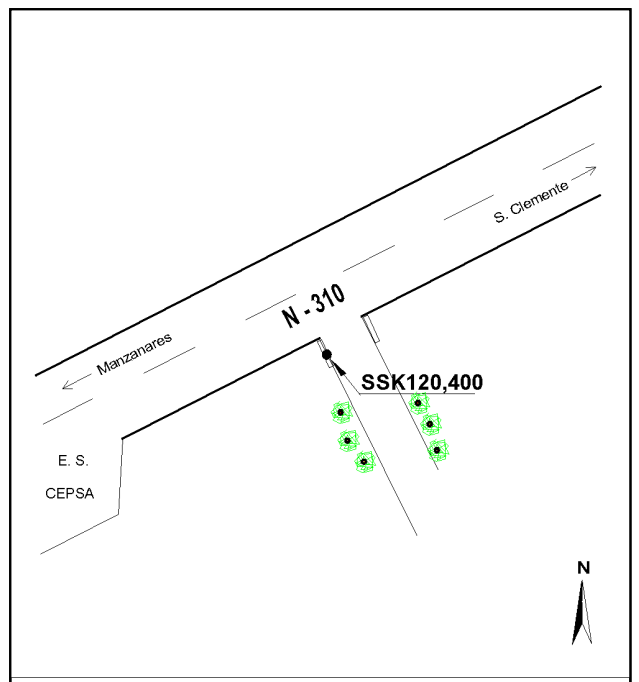 S. Clemente
N - 310
Manzanares
SSK120,400
E. S.
CEPSA
N